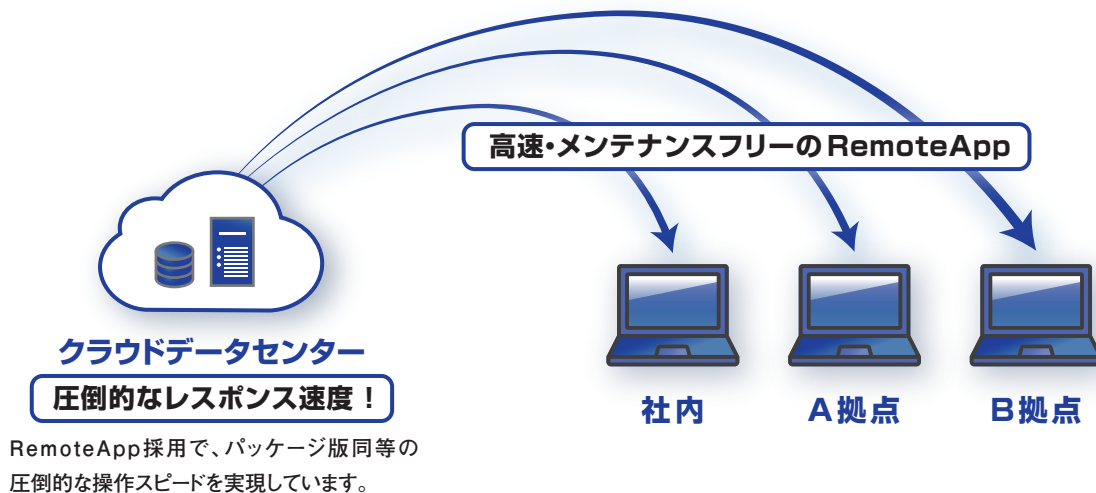 高速・メンテナンスフリーのRemoteApp
クラウドデータセンター
圧倒的なレスポンス速度！
RemoteApp採用で、パッケージ版同等の
圧倒的な操作スピードを実現しています。
社内
A拠点
B拠点